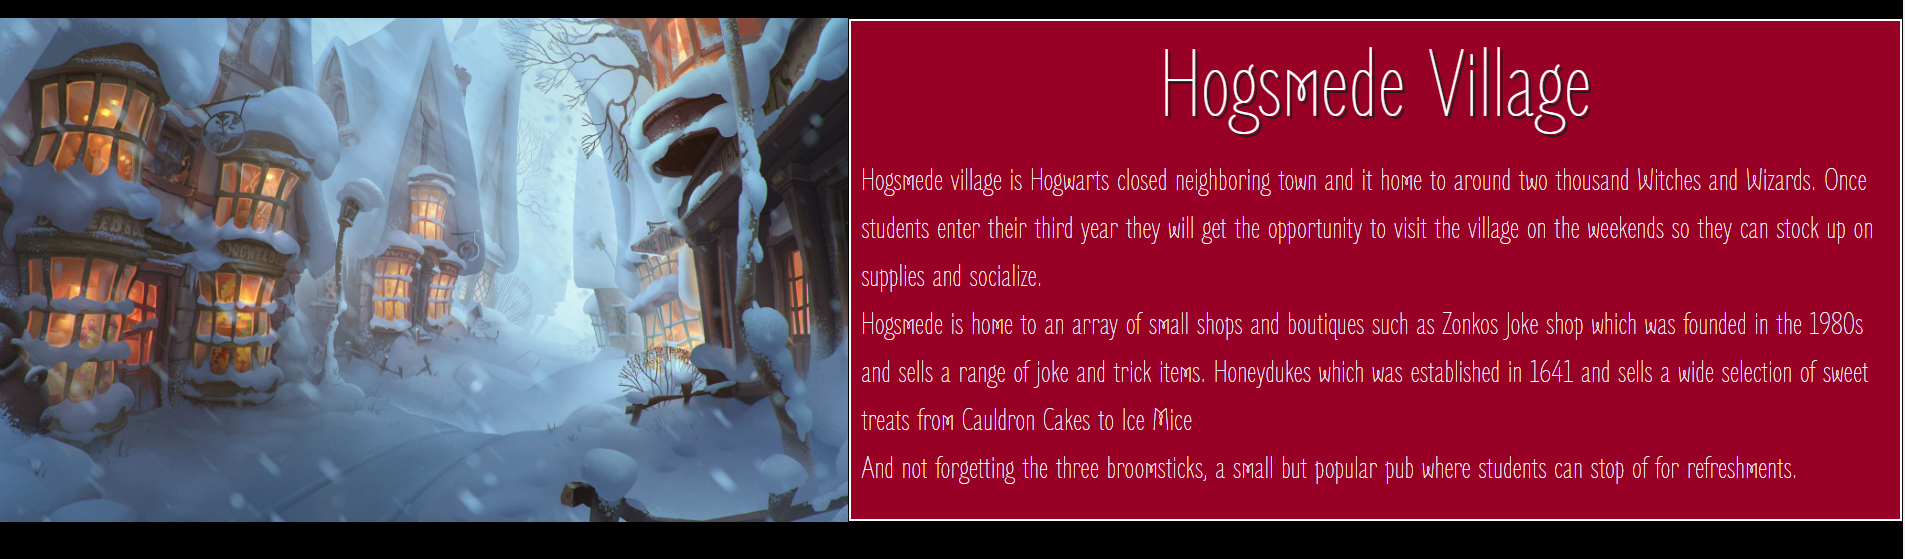 Hogsmede Village
Hogsmede village is Hogwarts closed neighboring town and it home to around two thousand Witches and Wizards. Once
students enter their third year they will get the opportunity to visit the village on the weekends so they can stock up on
supplies and socialize.
Hogsmede is home to an array of small shops and boutiques such as Zonkos Joke shop which was founded in the 1980s
and sells a range of joke and trick items. Honeydukes which was established in 1641 and sells a wide selection of sweet
treats from Cauldron Cakes to Ice Mice
And not forgetting the three broomsticks, a small but popular pub where students can stop of for refreshments.